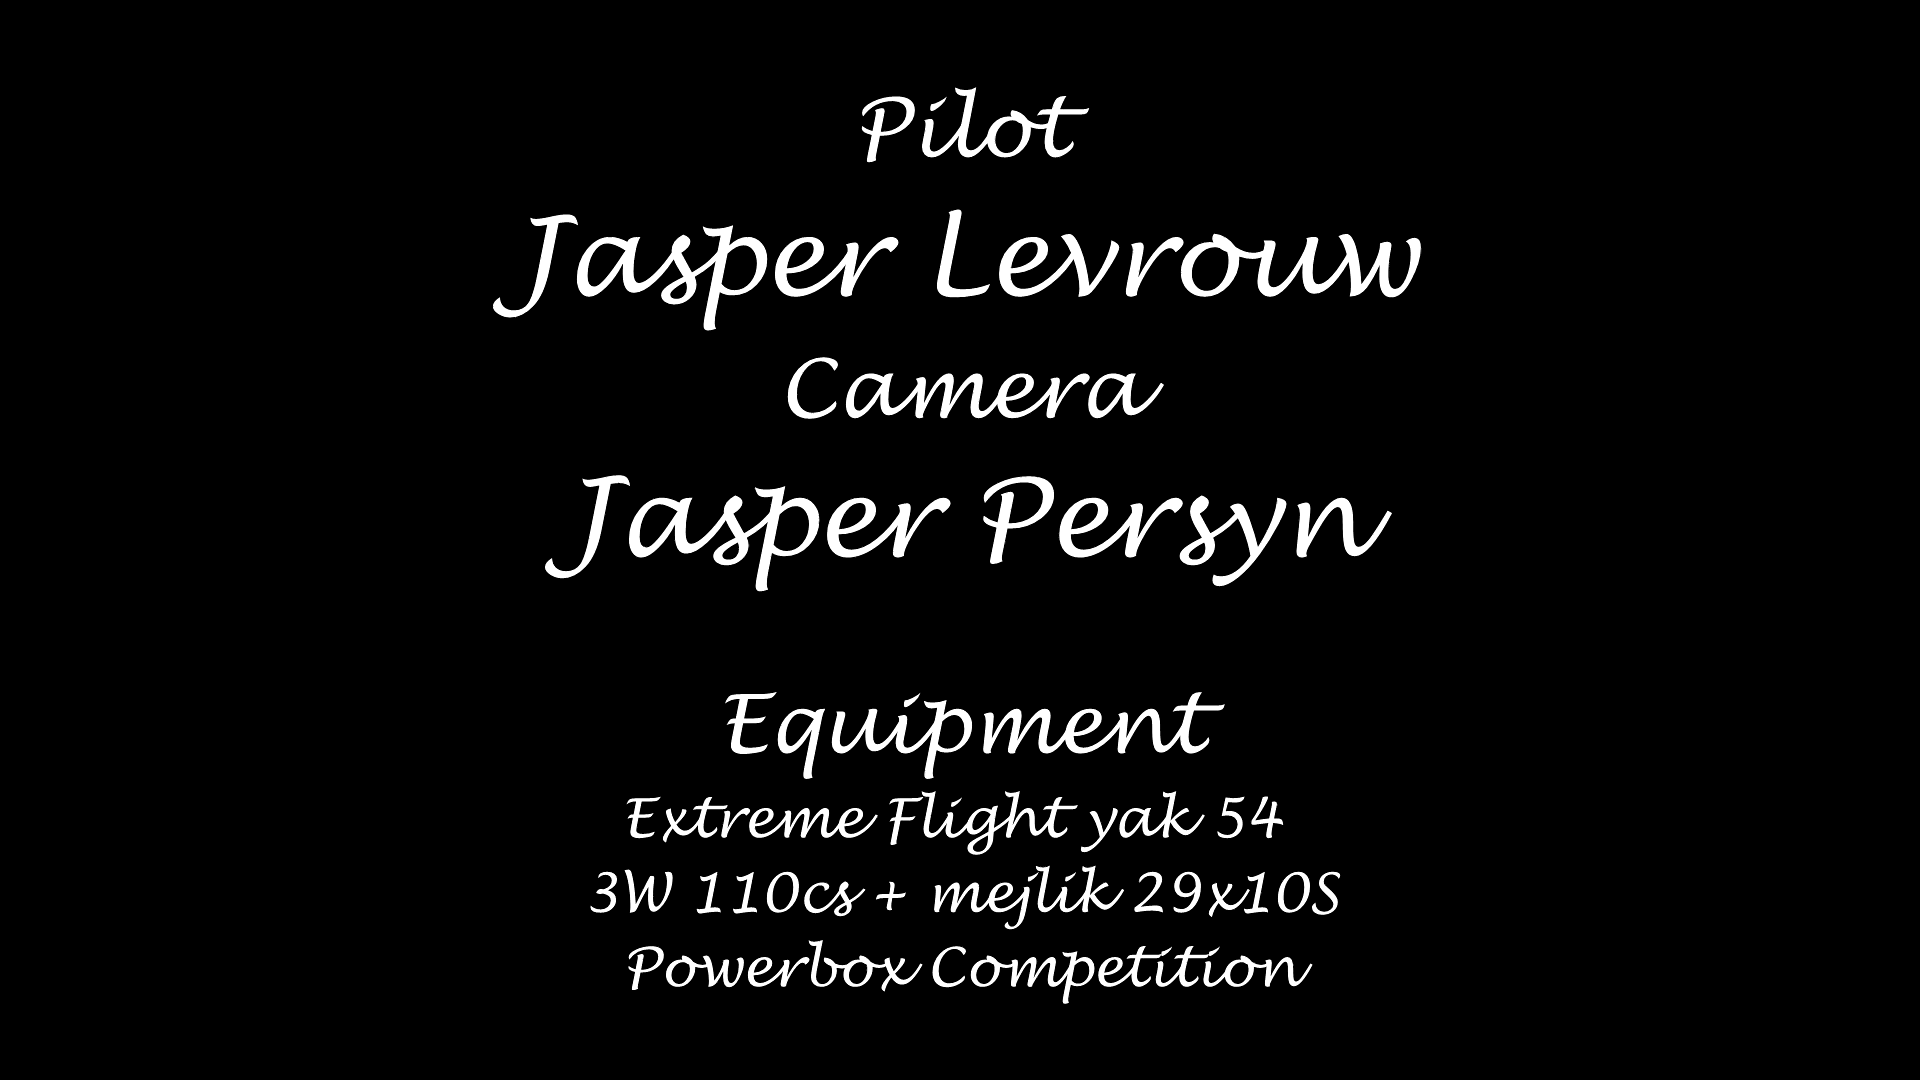 Pilot
Jasper Levrouw
Camera
Jasper Persyn
Equipment
Extreme Flight yak 54
3W 110cs + mejlik 29x10S
Powerbox Competition